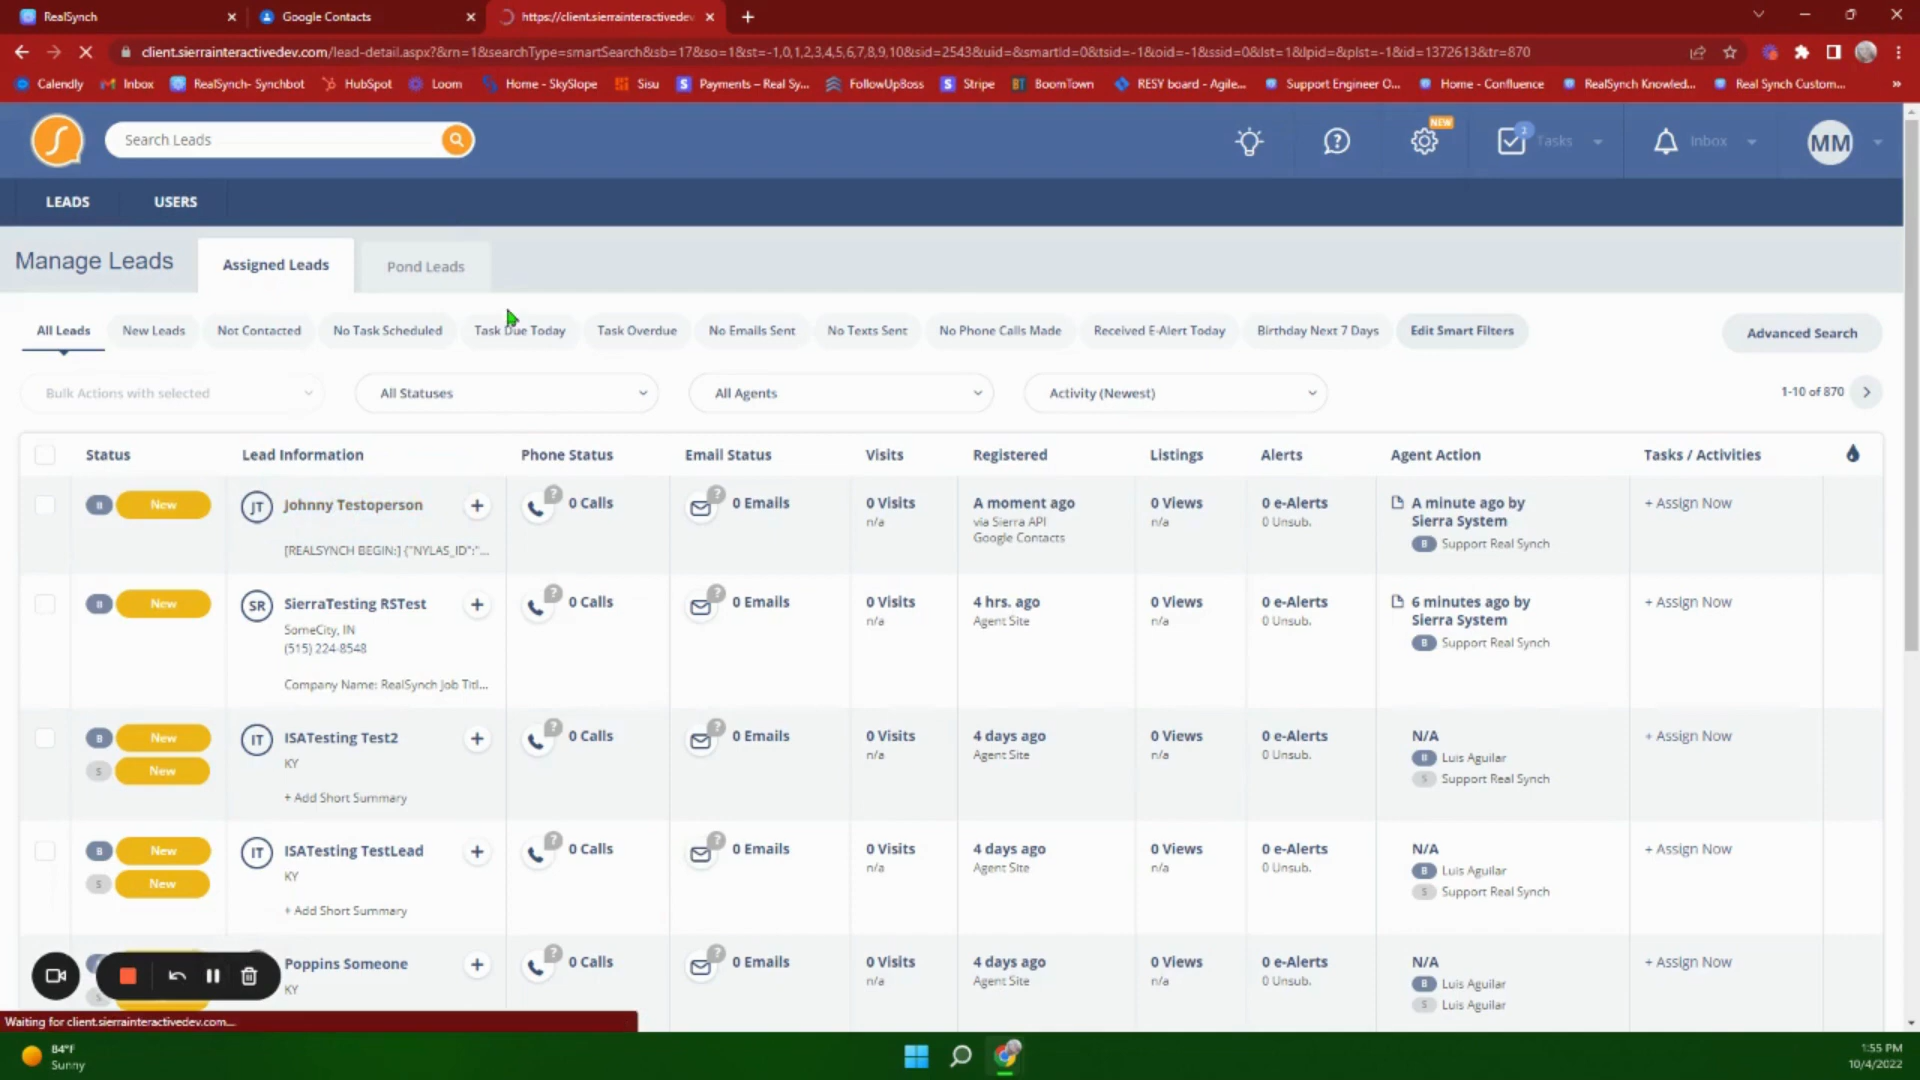 RealSynch
Google Contacts
https://client.sierrainteractivedev
client.sierrainteractivedev.com/lead-detail.aspx?&rn=1&searchType=smartSearch&sb=17&so=1&st=-1,0,1,2,3,4,5,6,7,8,9,10&sid=2543&uid=&smartId=0&tsid=-1&oid=-1&ssid=0&lst=1&lpid=&plst=-1&id=1372613&tr=870
Calendly Inbox RealSynch- Synchbot HubSpot Loom Home - SkySlope Sisu Payments – Real Sy... FollowUpBoss Stripe BT BoomTown RESY board - Agile... Support Engineer O... Home - Confluence RealSynch Knowled... Real Synch Custom... »
Search Leads
NEW
2
Tasks
Inbox
MM
LEADS USERS
Manage Leads Assigned Leads Pond Leads
All Leads New Leads Not Contacted No Task Scheduled Task Due Today Task Overdue No Emails Sent No Texts Sent No Phone Calls Made Received E-Alert Today Birthday Next 7 Days Edit Smart Filters Advanced Search
Bulk Actions with selected All Statuses All Agents Activity (Newest) 1-10 of 870
Status Lead Information Phone Status Email Status Visits Registered Listings Alerts Agent Action Tasks / Activities
B New JT Johnny Testoperson + ? 0 Calls ? 0 Emails 0 Visits A moment ago 0 Views 0 e-Alerts A minute ago by + Assign Now
n/a via Sierra API n/a 0 Unsub. Sierra System
Google Contacts
[REALSYNCH BEGIN:] {"NYLAS_ID":"... B Support Real Synch
B New SR SierraTesting RSTest + ? 0 Calls ? 0 Emails 0 Visits 4 hrs. ago 0 Views 0 e-Alerts 6 minutes ago by + Assign Now
SomeCity, IN n/a Agent Site n/a 0 Unsub. Sierra System
(515) 224-8548 B Support Real Synch
Company Name: RealSynch Job Titl...
B New IT ISATesting Test2 + ? 0 Calls ? 0 Emails 0 Visits 4 days ago 0 Views 0 e-Alerts N/A + Assign Now
KY n/a Agent Site n/a 0 Unsub. B Luis Aguilar
S New S Support Real Synch
+ Add Short Summary
B New IT ISATesting TestLead + ? 0 Calls ? 0 Emails 0 Visits 4 days ago 0 Views 0 e-Alerts N/A + Assign Now
KY n/a Agent Site n/a 0 Unsub. B Luis Aguilar
S New S Support Real Synch
+ Add Short Summary
Poppins Someone + ? 0 Calls ? 0 Emails 0 Visits 4 days ago 0 Views 0 e-Alerts N/A + Assign Now
KY n/a Agent Site n/a 0 Unsub. B Luis Aguilar
S S Luis Aguilar
Waiting for client.sierrainteractivedev.com...
84°F
Sunny
1:55 PM
10/4/2022